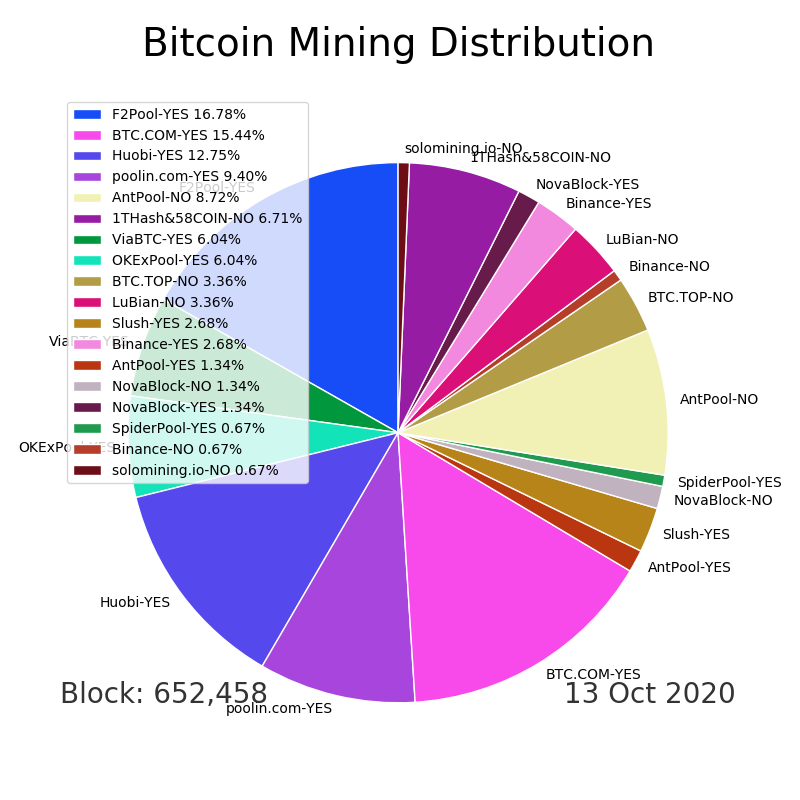 Bitcoin Mining Distribution
F2Pool-YES 16.78%
BTC.COM-YES 15.44%
Huobi-YES 12.75%
poolin.com-YES 9.40%
AntPool-NO 8.72%
1THash&58COIN-NO 6.71%
ViaBTC-YES 6.04%
OKExPool-YES 6.04%
BTC.TOP-NO 3.36%
LuBian-NO 3.36%
Slush-YES 2.68%
Binance-YES 2.68%
AntPool-YES 1.34%
NovaBlock-NO 1.34%
NovaBlock-YES 1.34%
SpiderPool-YES 0.67%
Binance-NO 0.67%
solomining.io-NO 0.67%
solomining.io-NO
1THash&58COIN-NO
NovaBlock-YES
Binance-YES
LuBian-NO
Binance-NO
BTC.TOP-NO
AntPool-NO
SpiderPool-YES
NovaBlock-NO
Slush-YES
AntPool-YES
BTC.COM-YES
poolin.com-YES
Huobi-YES
OKExPool-YES
ViaBTC-YES
F2Pool-YES
Block: 652,458
13 Oct 2020